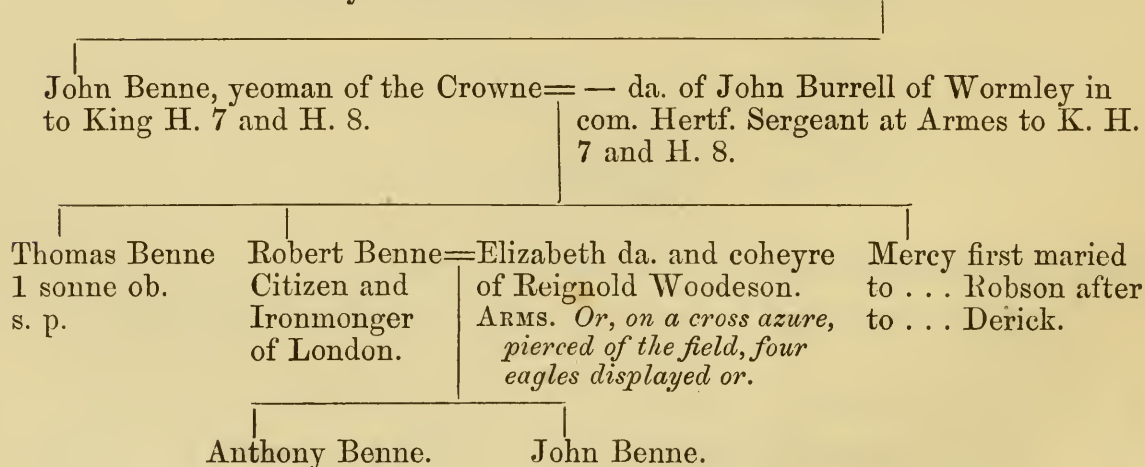 John Benne, yeoman of the Crowne= — da. of John Burrell of Wormley in
to King H. 7 and H. 8.
com. Hertf. Sergeant at Armes to K. H.
7 and H. 8.
Thomas Benne
1 sonne ob.
s. p.
Robert Benne=Elizabeth da. and coheyre
Citizen and
Ironmonger
of London.
of Reignold Woodeson.
ARMS. Or, on a cross azure,
pierced of the field, four
eagles displayed or.
Mercy first maried
to . . . Robson after
to . . . Derick.
Anthony Benne.
John Benne.